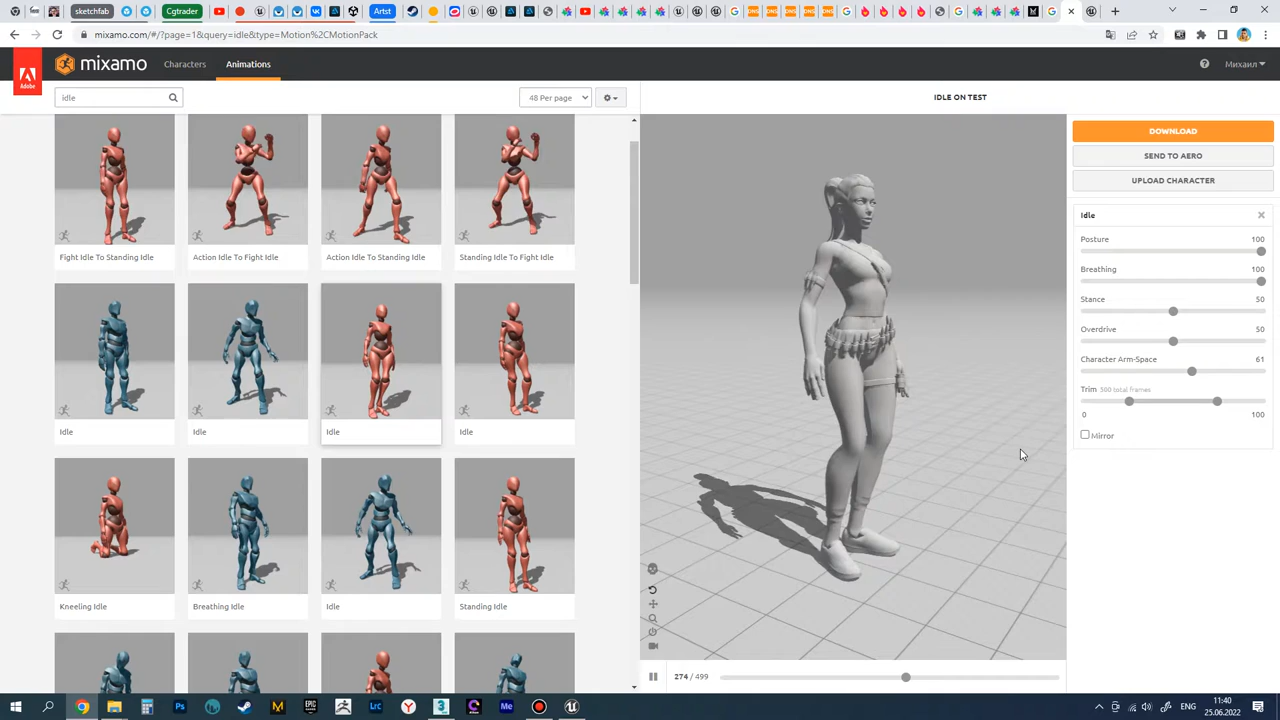 sketchfab
Cgtrader
Artst
mixamo.com/#/?page=1&query=idle&type=Motion%2CMotionPack
Adobe
mixamo
Characters
Animations
Михаил
idle
48 Per page
IDLE ON TEST
DOWNLOAD
SEND TO AERO
UPLOAD CHARACTER
Idle
Posture 100
Breathing 100
Stance 50
Overdrive 50
Character Arm-Space 61
Trim 500 total frames
0 100
Mirror
Fight Idle To Standing Idle
Action Idle To Fight Idle
Action Idle To Standing Idle
Standing Idle To Fight Idle
Idle
Idle
Idle
Idle
Kneeling Idle
Breathing Idle
Idle
Standing Idle
274 / 499
11:40
25.06.2022